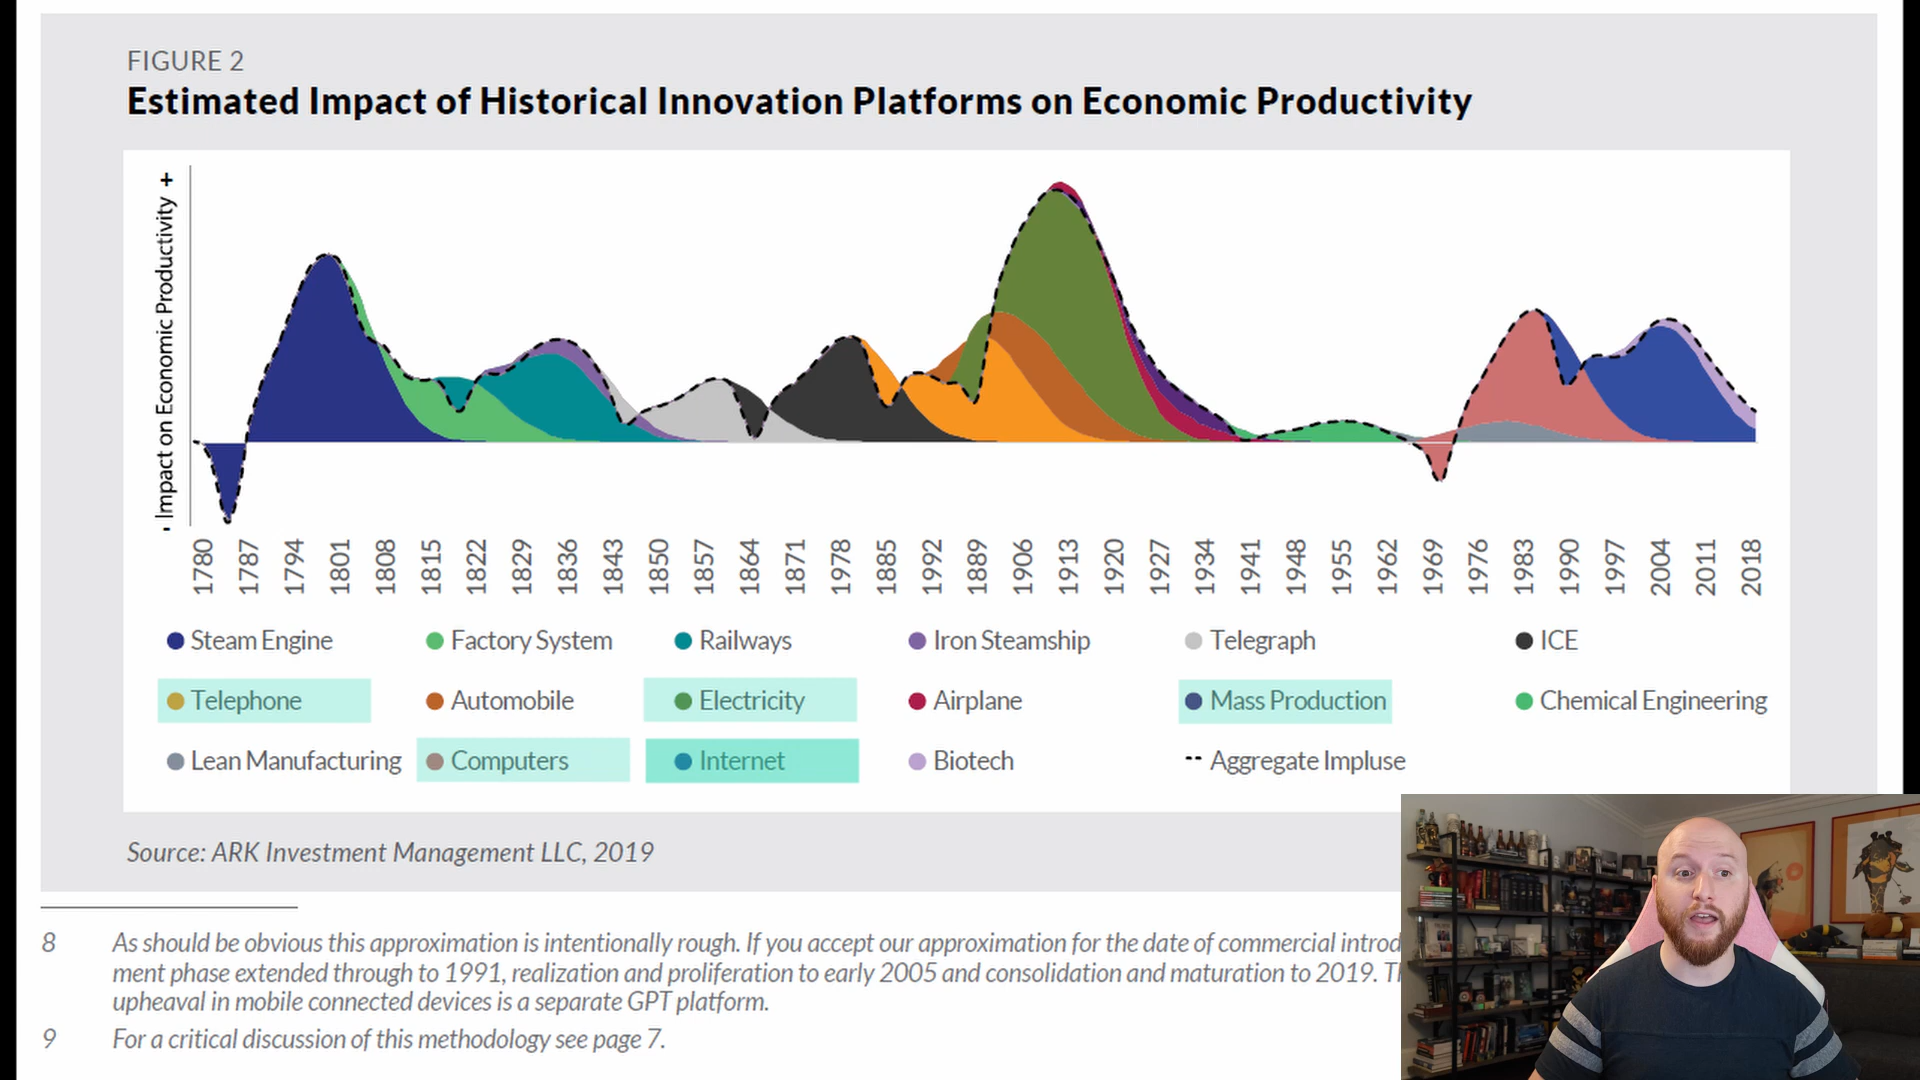 FIGURE 2
Estimated Impact of Historical Innovation Platforms on Economic Productivity
- Impact on Economic Productivity +
1780 1787 1794 1801 1808 1815 1822 1829 1836 1843 1850 1857 1864 1871 1978 1885 1992 1889 1906 1913 1920 1927 1934 1941 1948 1955 1962 1969 1976 1983 1990 1997 2004 2011 2018
Steam Engine Factory System Railways Iron Steamship Telegraph ICE
Telephone Automobile Electricity Airplane Mass Production Chemical Engineering
Lean Manufacturing Computers Internet Biotech Aggregate Impluse
Source: ARK Investment Management LLC, 2019
8 As should be obvious this approximation is intentionally rough. If you accept our approximation for the date of commercial introd
ment phase extended through to 1991, realization and proliferation to early 2005 and consolidation and maturation to 2019. T
upheaval in mobile connected devices is a separate GPT platform.
9 For a critical discussion of this methodology see page 7.